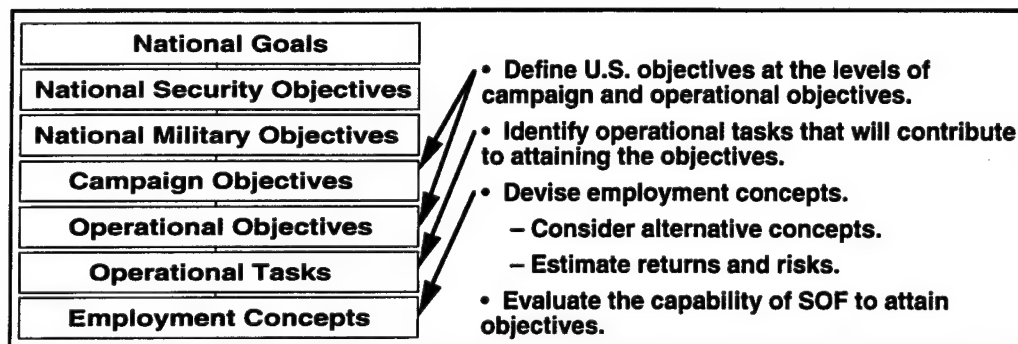 National Goals
National Security Objectives
National Military Objectives
Campaign Objectives
Operational Objectives
Operational Tasks
Employment Concepts
• Define U.S. objectives at the levels of
campaign and operational objectives.
• Identify operational tasks that will contribute
to attaining the objectives.
• Devise employment concepts.
– Consider alternative concepts.
– Estimate returns and risks.
• Evaluate the capability of SOF to attain
objectives.